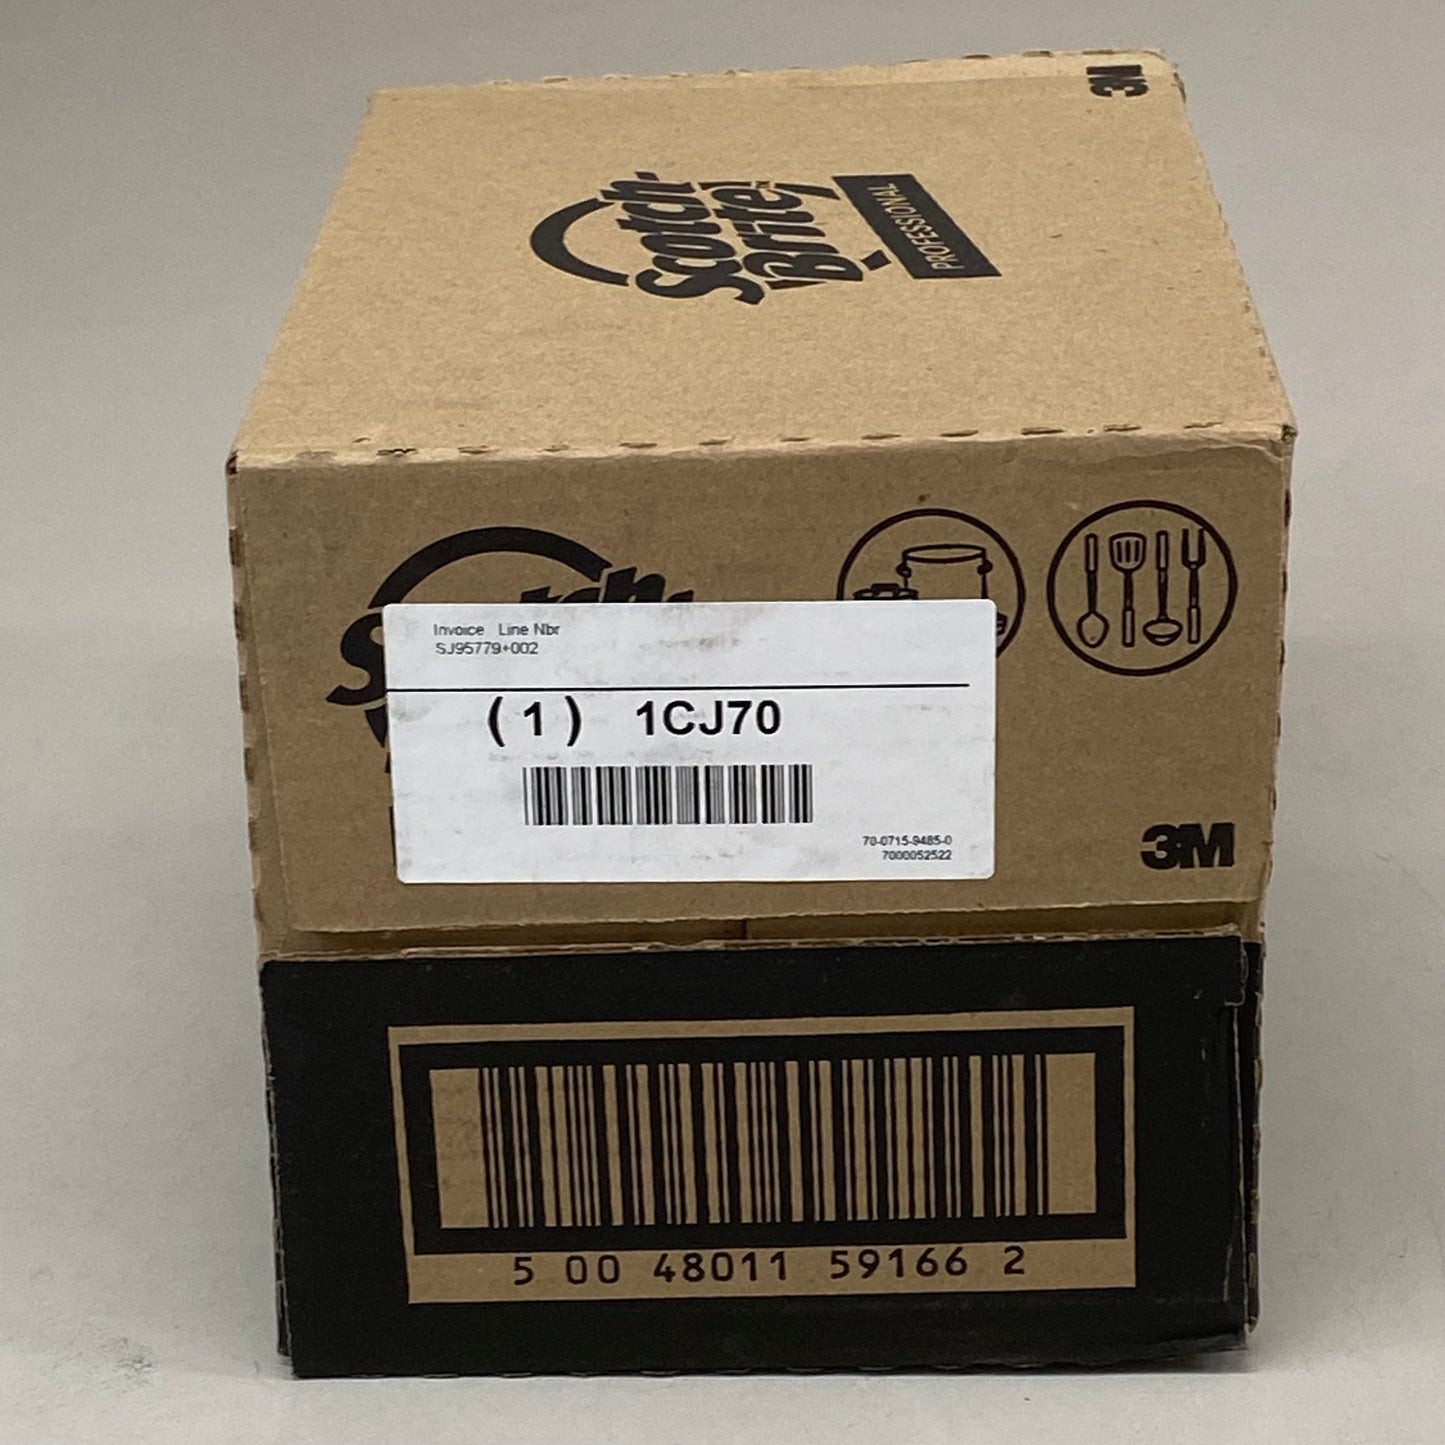 3M
Scotch-
Brite™
PROFESSIONAL
Invoice Line Nbr
SJ95779+002
(1) 1CJ70
70-0715-9485-0
7000052522
3M
5 00 48011 59166 2